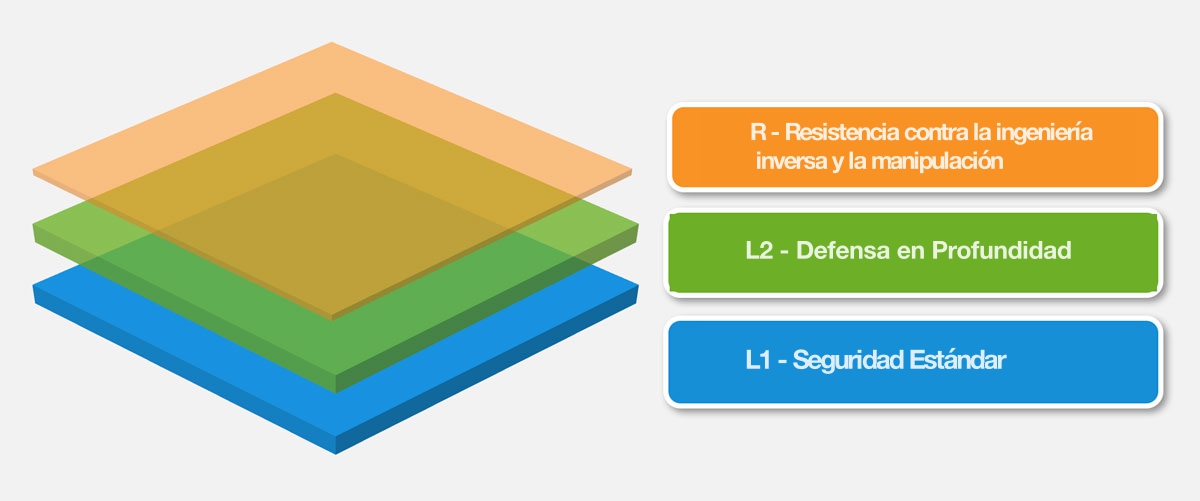 R - Resistencia contra la ingeniería
inversa y la manipulación
L2 - Defensa en Profundidad
L1 - Seguridad Estándar